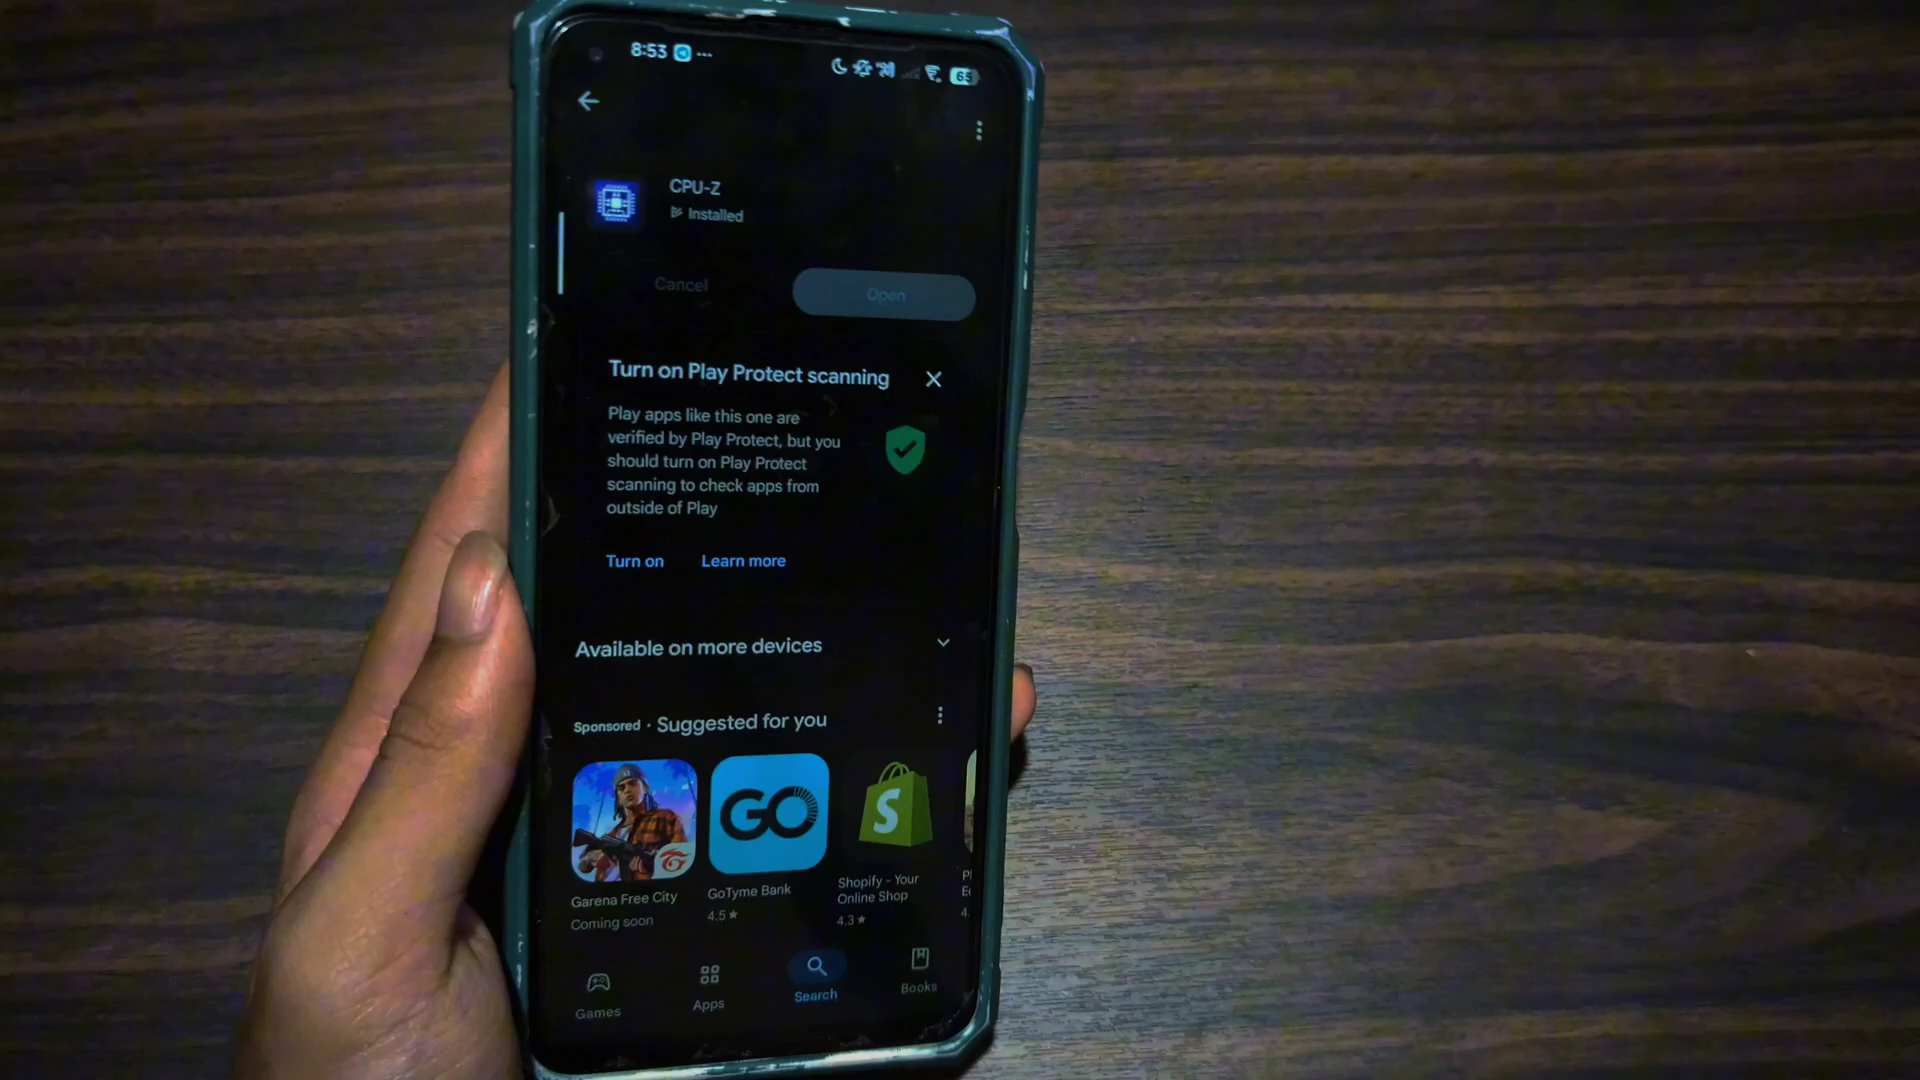 8:53
65
CPU-Z
Installed
Cancel
Open
Turn on Play Protect scanning
Play apps like this one are
verified by Play Protect, but you
should turn on Play Protect
scanning to check apps from
outside of Play
Turn on
Learn more
Available on more devices
Sponsored · Suggested for you
GO
S
Garena Free City
Coming soon
GoTyme Bank
4.5★
Shopify - Your
Online Shop
4.3★
4.
Games
Apps
Search
Books